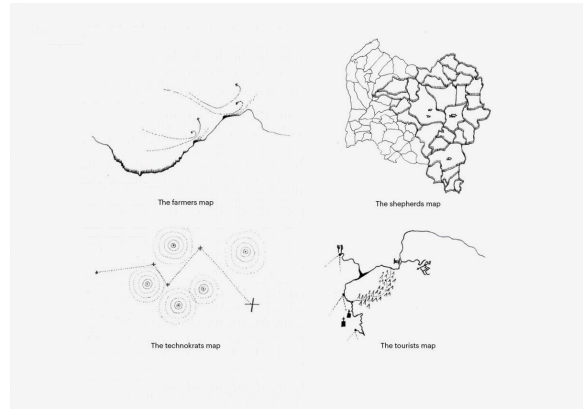 The farmers map
The shepherds map
The technokrats map
The tourists map